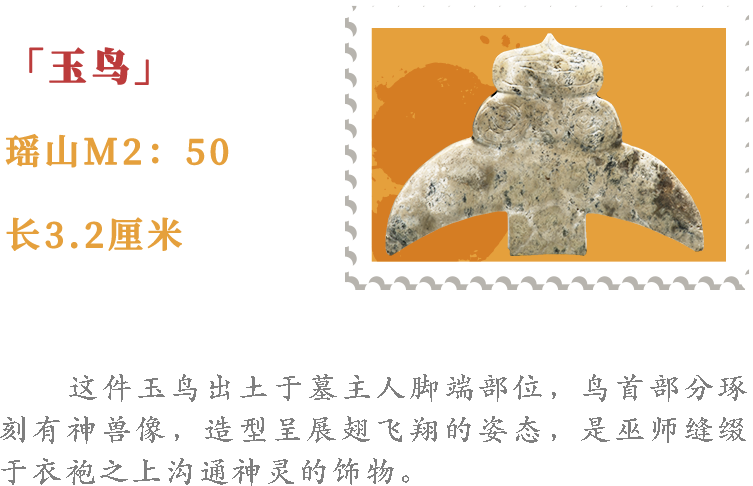 「玉鸟」
瑶山M2：50
长3.2厘米
这件玉鸟出土于墓主人脚端部位，鸟首部分琢
刻有神兽像，造型呈展翅飞翔的姿态，是巫师缝缀
于衣袍之上沟通神灵的饰物。